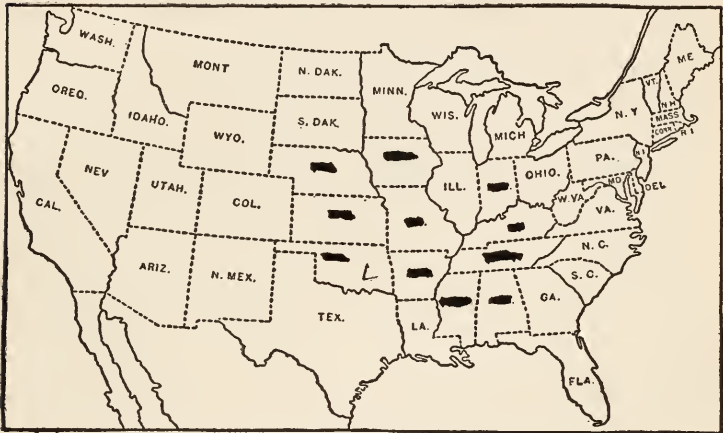 WASH.
MONT
N. DAK.
MINN.
ME
OREG.
IDAHO.
S. DAK.
WIS.
MICH
VT.
N H
N. Y
MASS
CONN.
R I
WYO.
NEV
UTAH.
COL.
ILL.
OHIO.
PA.
N J
MD.
DEL
W. VA.
VA.
CAL.
ARIZ.
N. MEX.
N. C.
S. C.
TEX.
LA.
GA.
FLA.